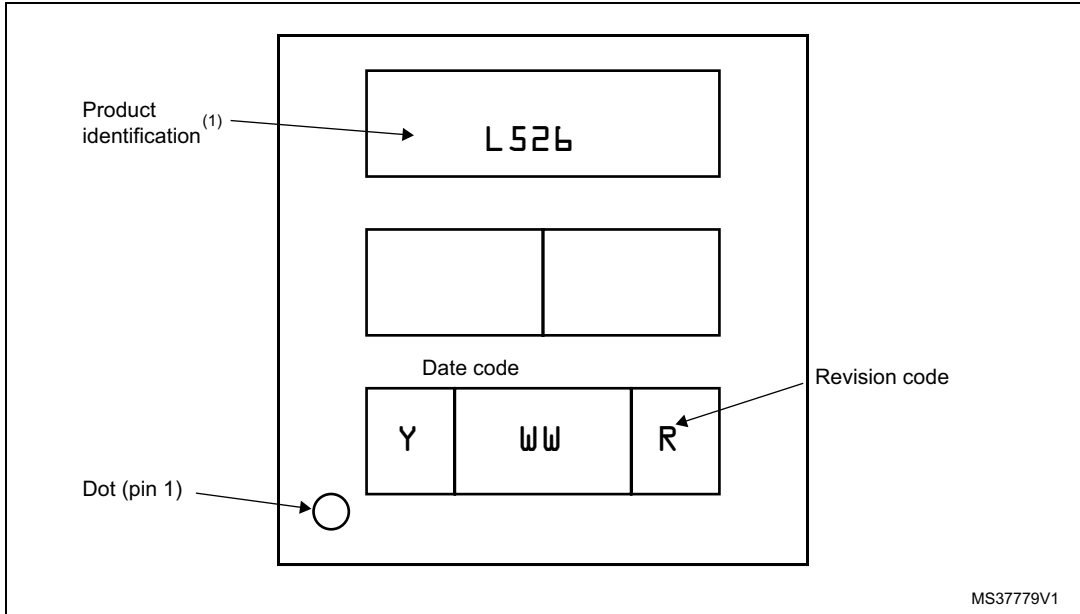 Product
identification(1)
L526
Date code
Revision code
Y WW R
Dot (pin 1)
MS37779V1